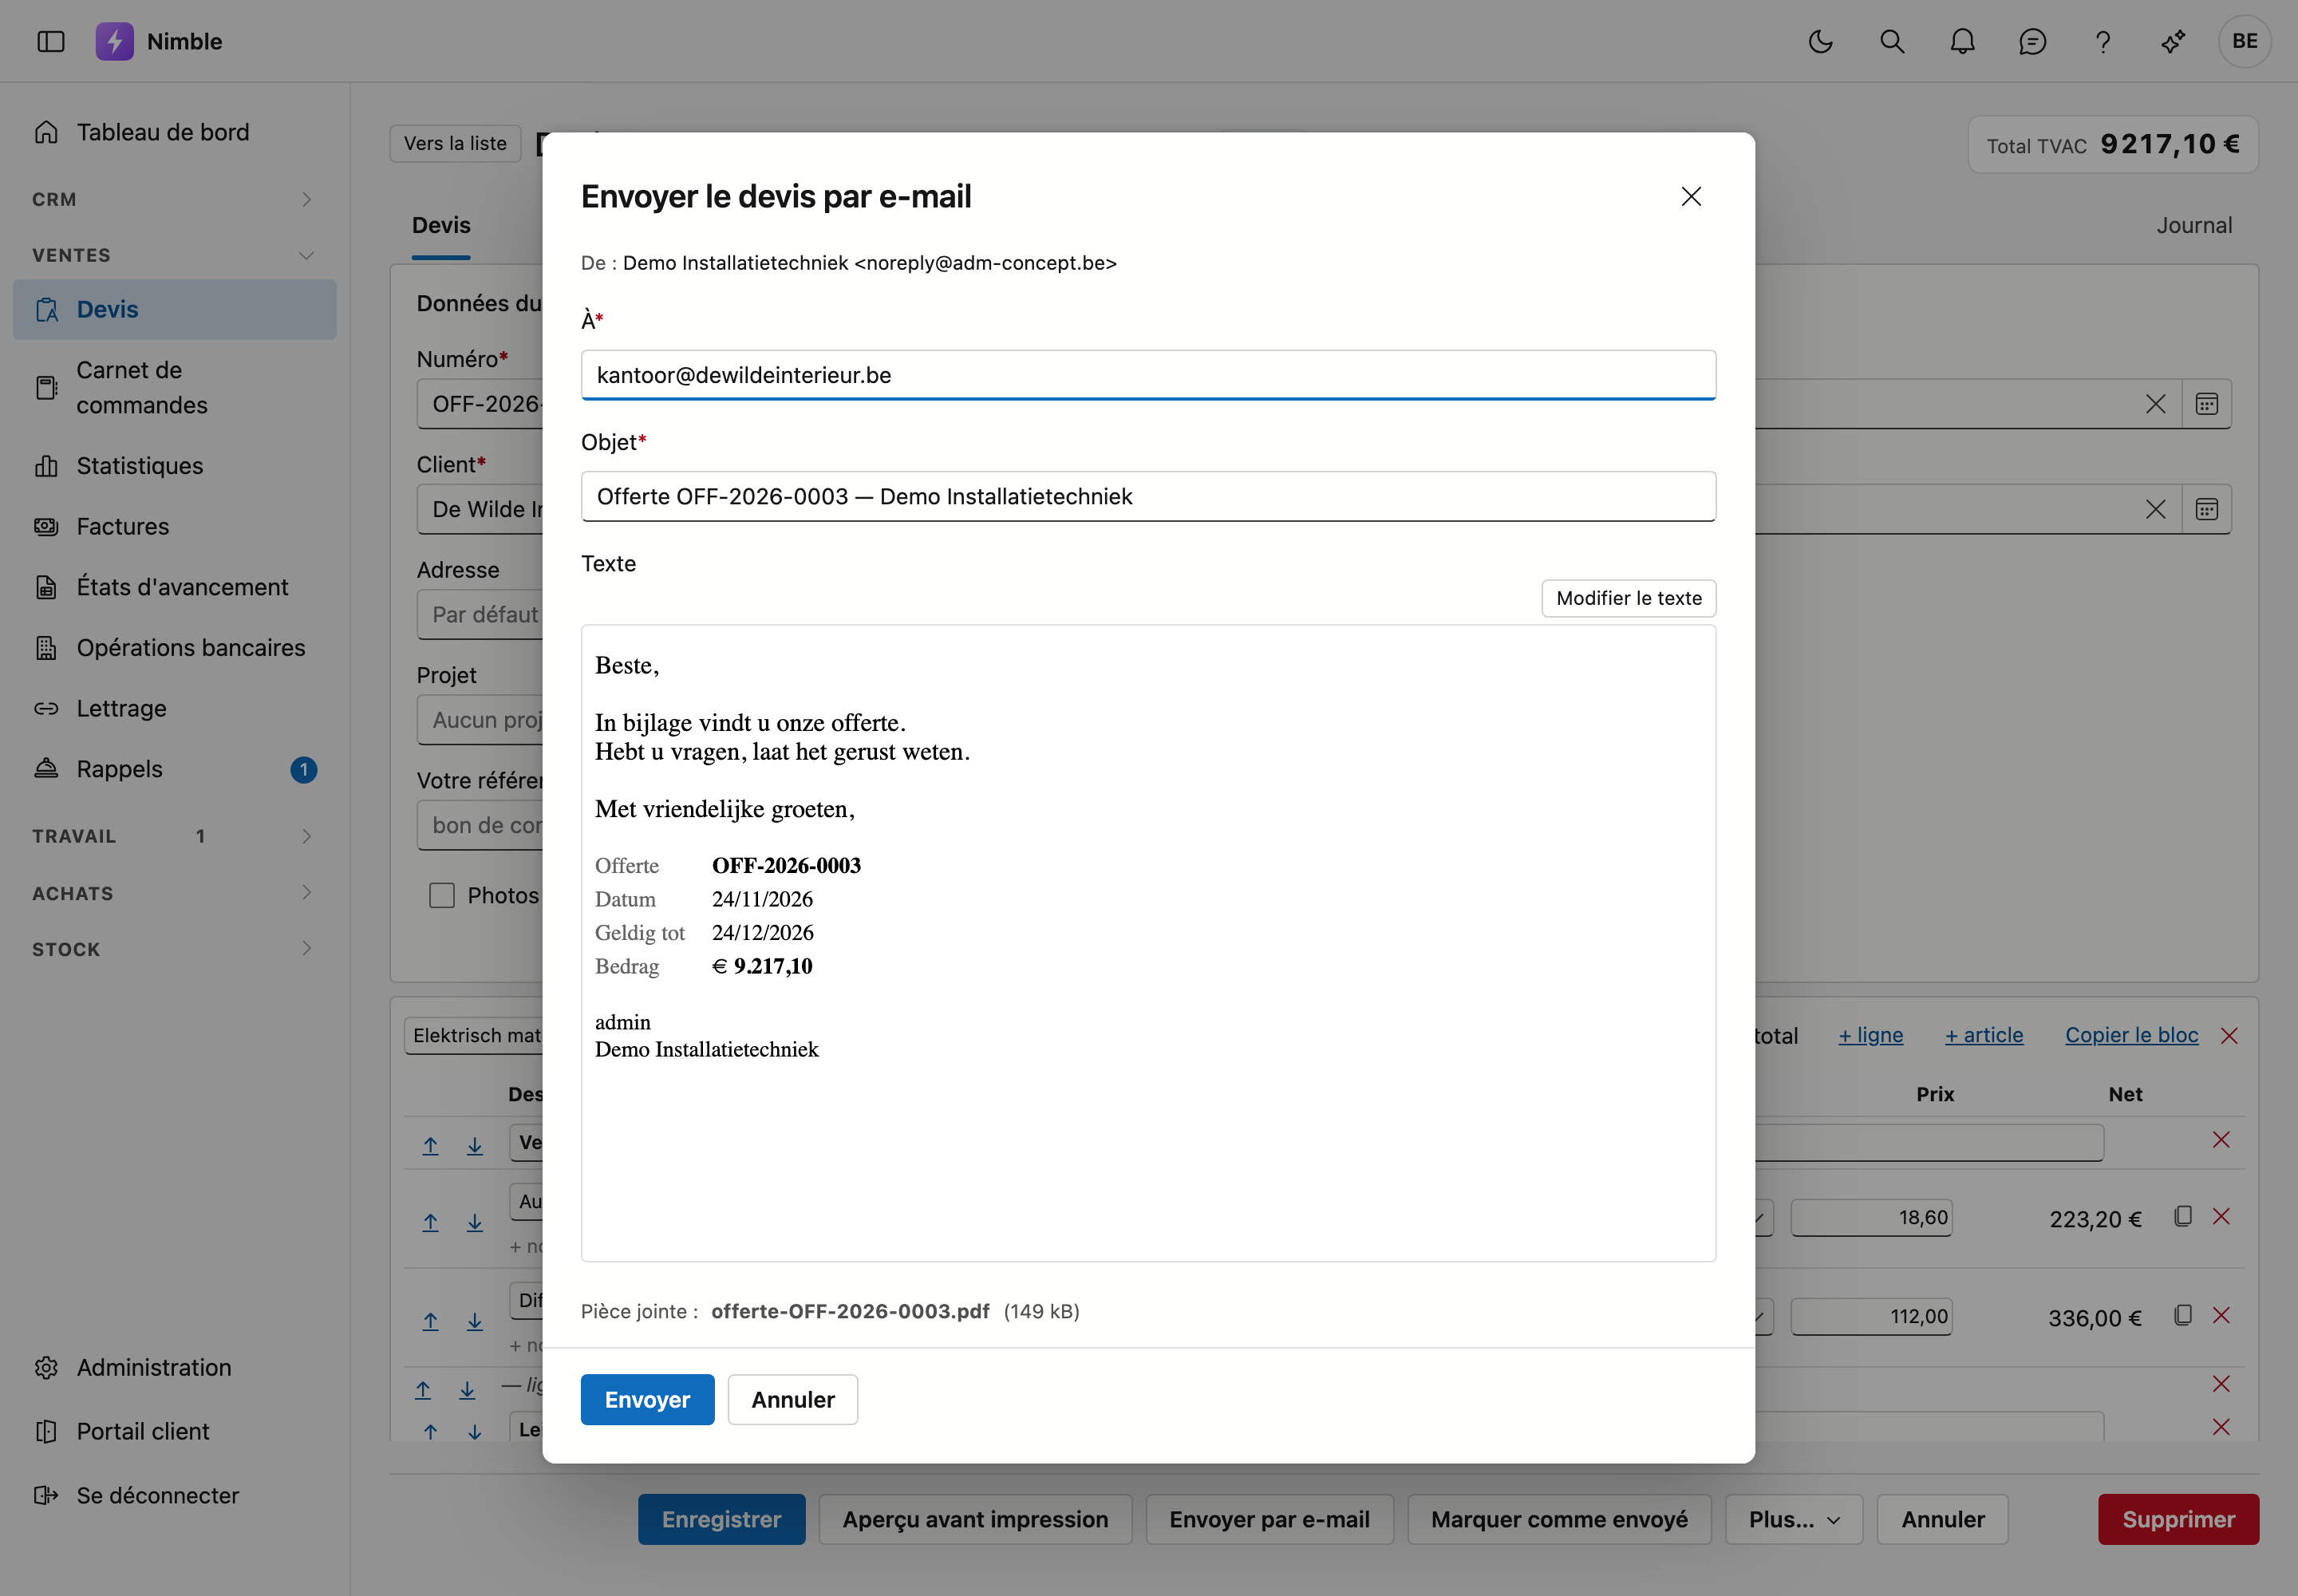 Nimble
BE
Tableau de bord
CRM
VENTES
Devis
Carnet de
commandes
Statistiques
Factures
États d'avancement
Opérations bancaires
Lettrage
Rappels 1
TRAVAIL 1
ACHATS
STOCK
Administration
Portail client
Se déconnecter
Vers la liste
Total TVAC 9 217,10 €
Devis
Journal
Données du
Numéro*
OFF-2026-
Client*
De Wilde In
Adresse
Par défaut
Projet
Aucun proj
Votre référen
bon de con
Photos
Envoyer le devis par e-mail
De : Demo Installatietechniek <noreply@adm-concept.be>
À*
kantoor@dewildeinterieur.be
Objet*
Offerte OFF-2026-0003 — Demo Installatietechniek
Texte
Modifier le texte
Beste,
In bijlage vindt u onze offerte.
Hebt u vragen, laat het gerust weten.
Met vriendelijke groeten,
Offerte OFF-2026-0003
Datum 24/11/2026
Geldig tot 24/12/2026
Bedrag € 9.217,10
admin
Demo Installatietechniek
Pièce jointe : offerte-OFF-2026-0003.pdf (149 kB)
Envoyer Annuler
Elektrisch mat
total + ligne + article Copier le bloc
Des Prix Net
Ve
Au 18,60 223,20 €
+ no
Dif 112,00 336,00 €
+ no
— lig
Le
Enregistrer Aperçu avant impression Envoyer par e-mail Marquer comme envoyé Plus... Annuler Supprimer